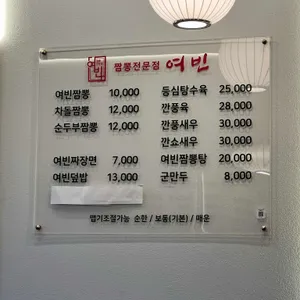 여빈
짬뽕전문점 여빈
여빈짬뽕 10,000
차돌짬뽕 12,000
순두부짬뽕 12,000
여빈짜장면 7,000
여빈덮밥 13,000
등심탕수육 25,000
깐풍육 28,000
깐풍새우 30,000
깐쇼새우 30,000
여빈짬뽕탕 20,000
군만두 8,000
맵기조절가능 순한 / 보통(기본) / 매운